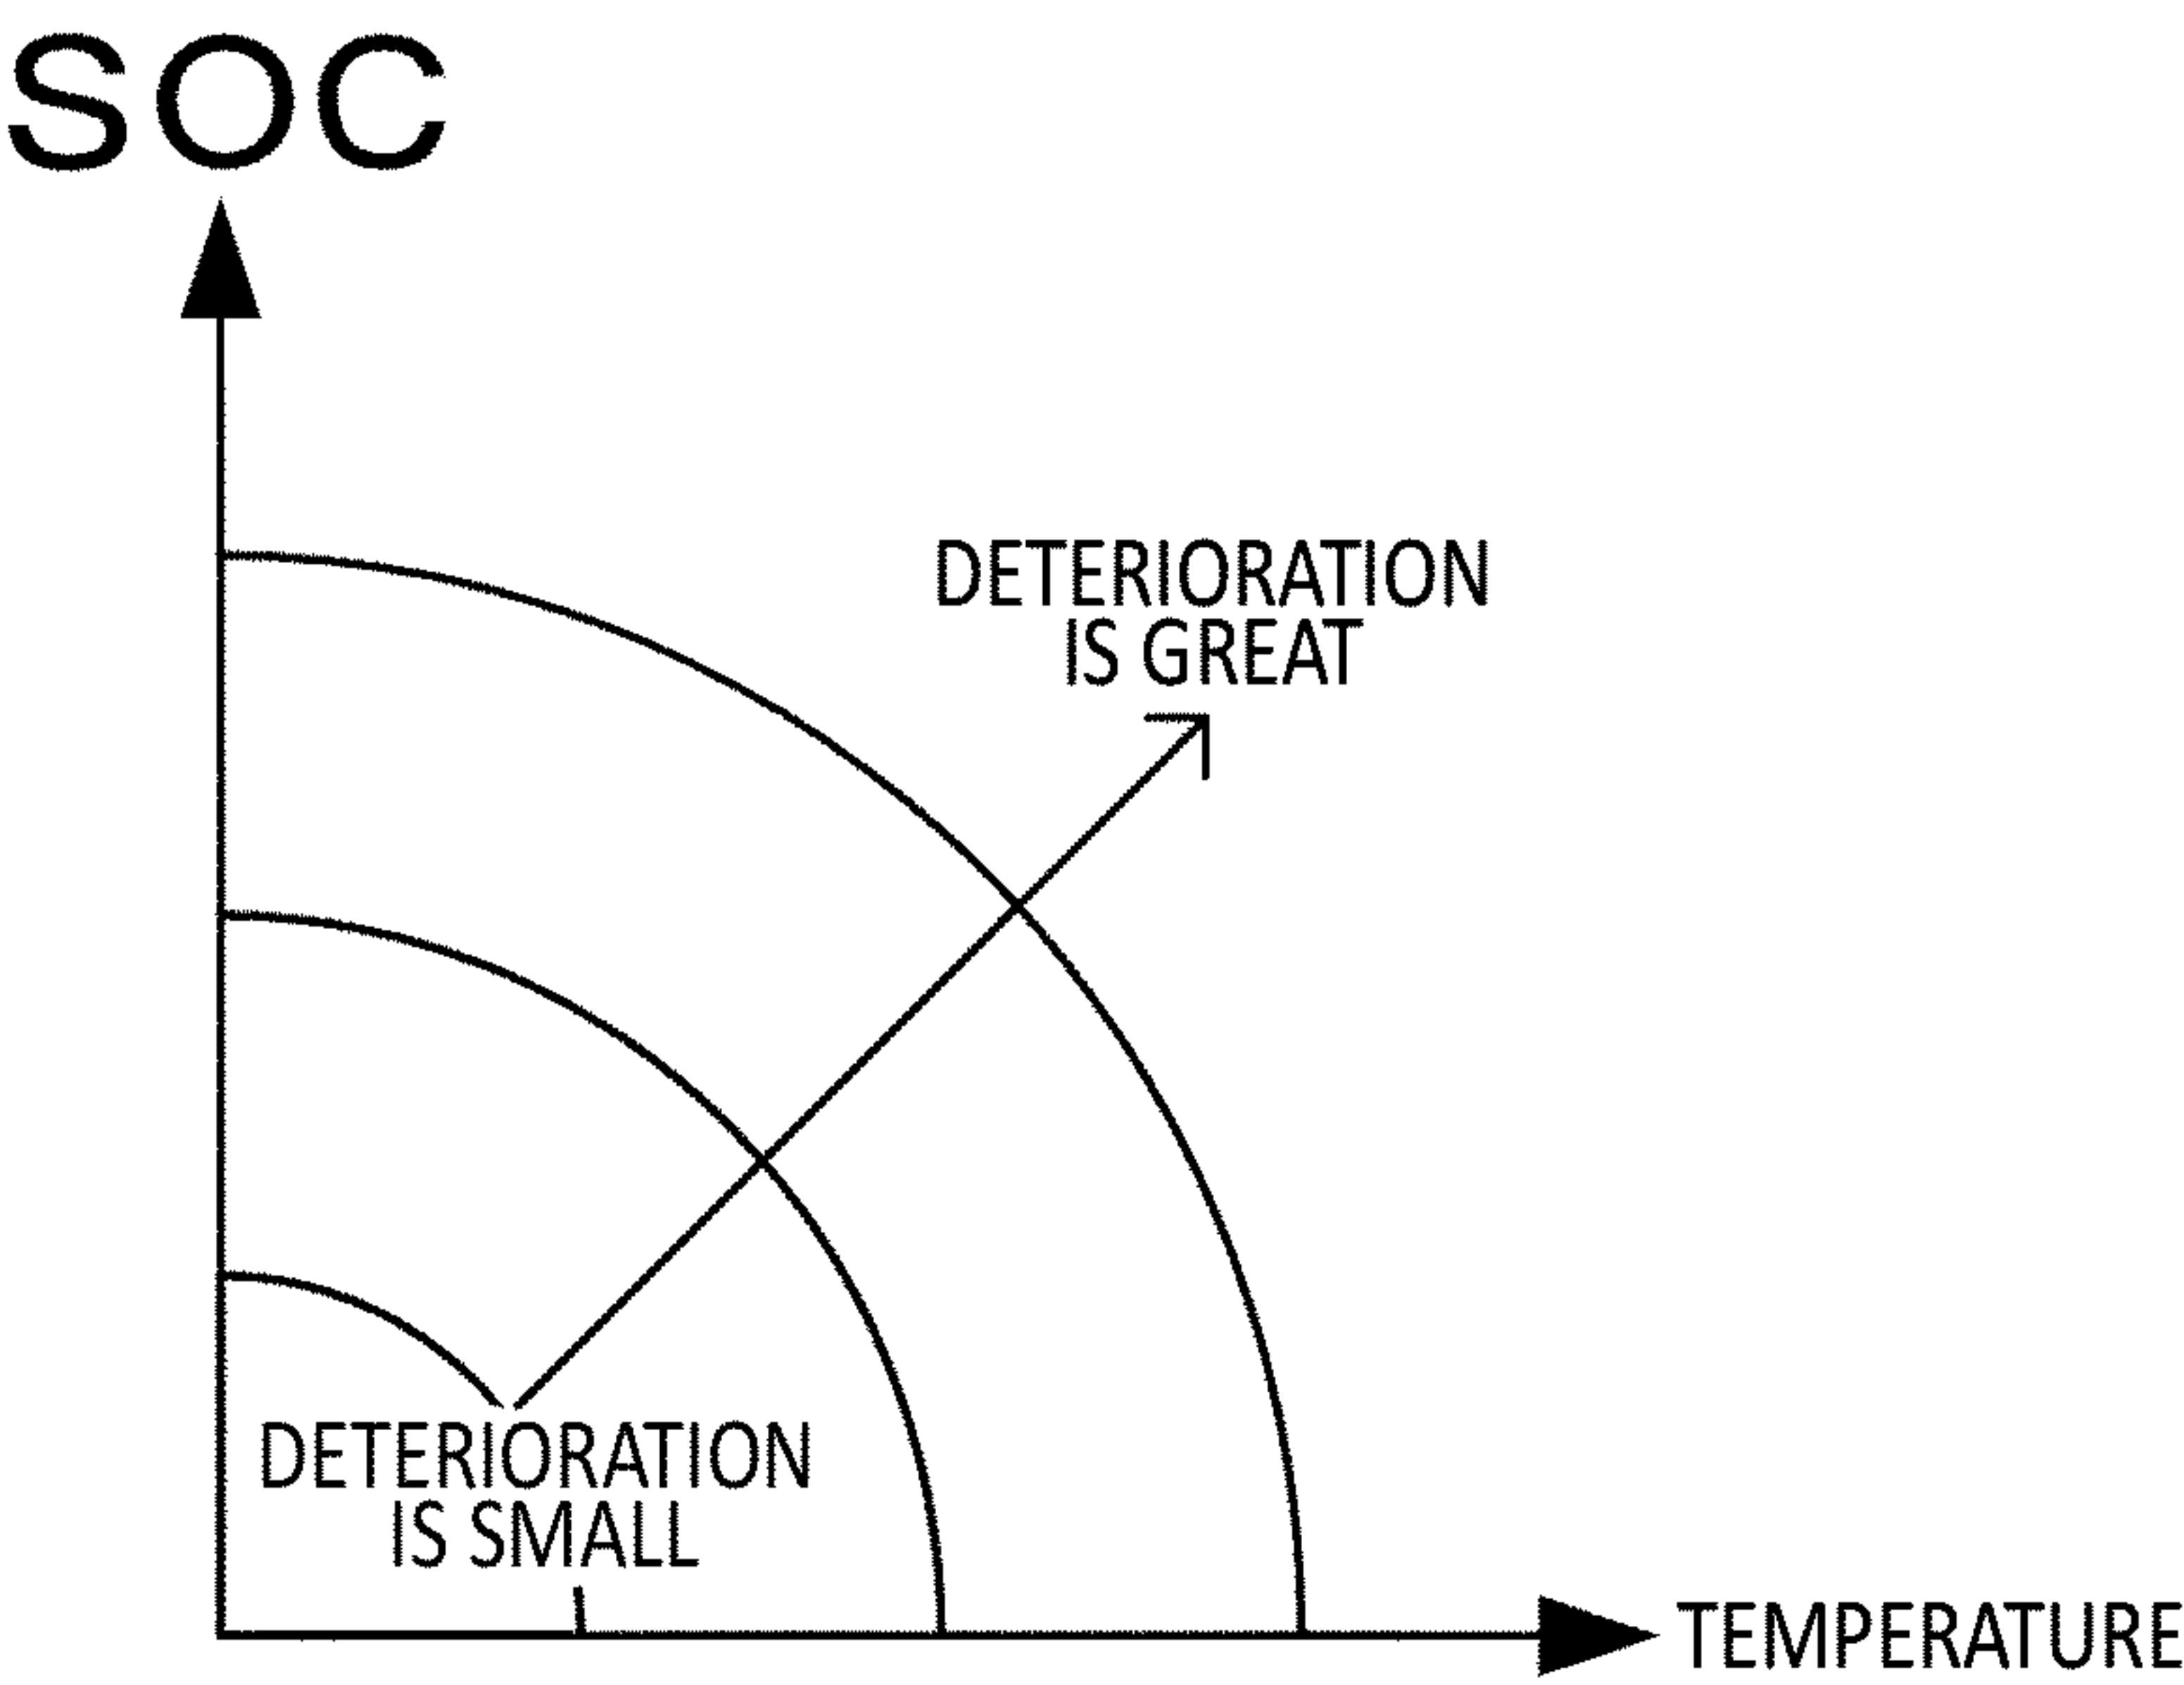 SOC
DETERIORATION
IS GREAT
DETERIORATION
IS SMALL
TEMPERATURE